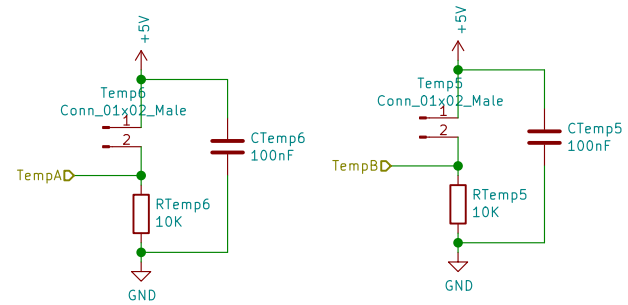 +5V
Temp6
Conn_01x02_Male
1
2
CTemp6
100nF
TempA
RTemp6
10K
GND
+5V
Temp5
Conn_01x02_Male
1
2
CTemp5
100nF
TempB
RTemp5
10K
GND